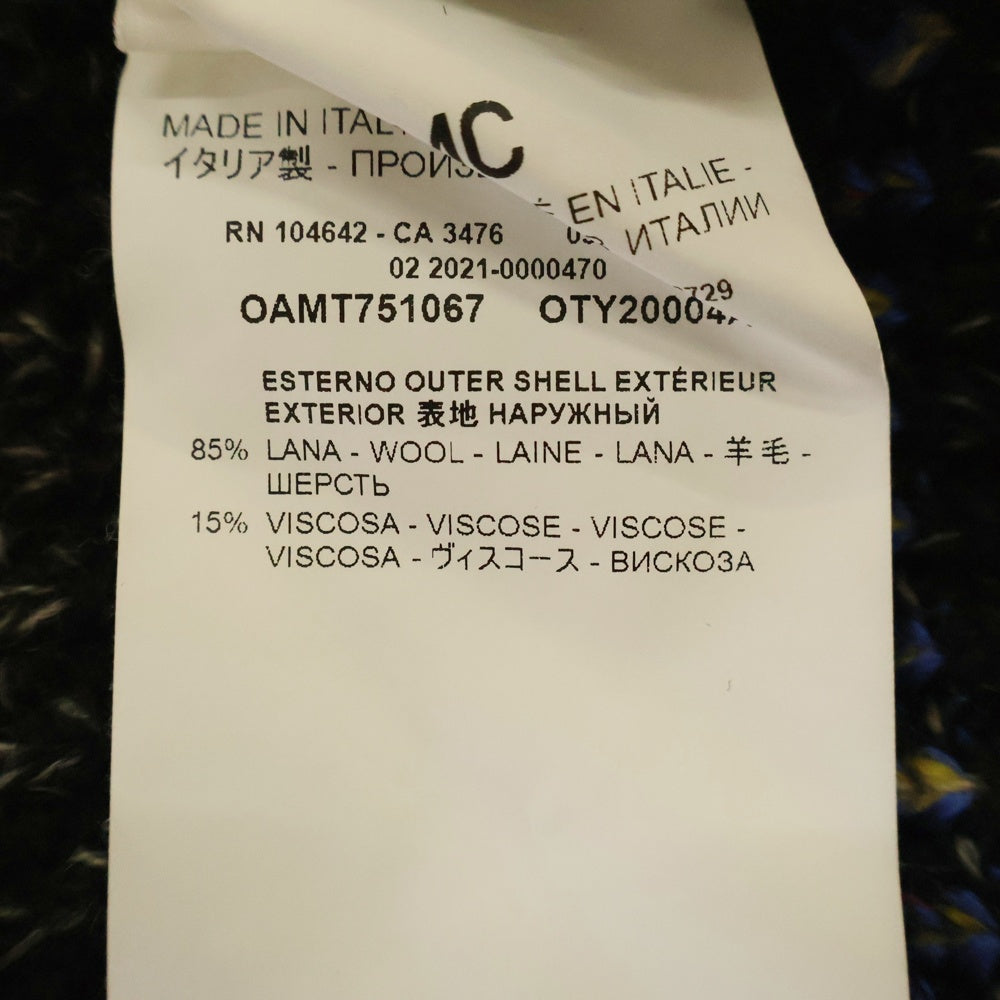 MADE IN
EN ITALIE -
イタリア製 -
ИТАЛИИ
RN 104642 - CA 3476
02 2021-0000470
OAMT751067
ESTERNO OUTER SHELL EXTÉRIEUR
EXTERIOR 表地 НАРУЖНЫЙ
85% LANA - WOOL - LAINE - LANA - 羊毛 -
ШЕРСТЬ
15% VISCOSA - VISCOSE - VISCOSE -
VISCOSA - ヴィスコース - ВИСКОЗА